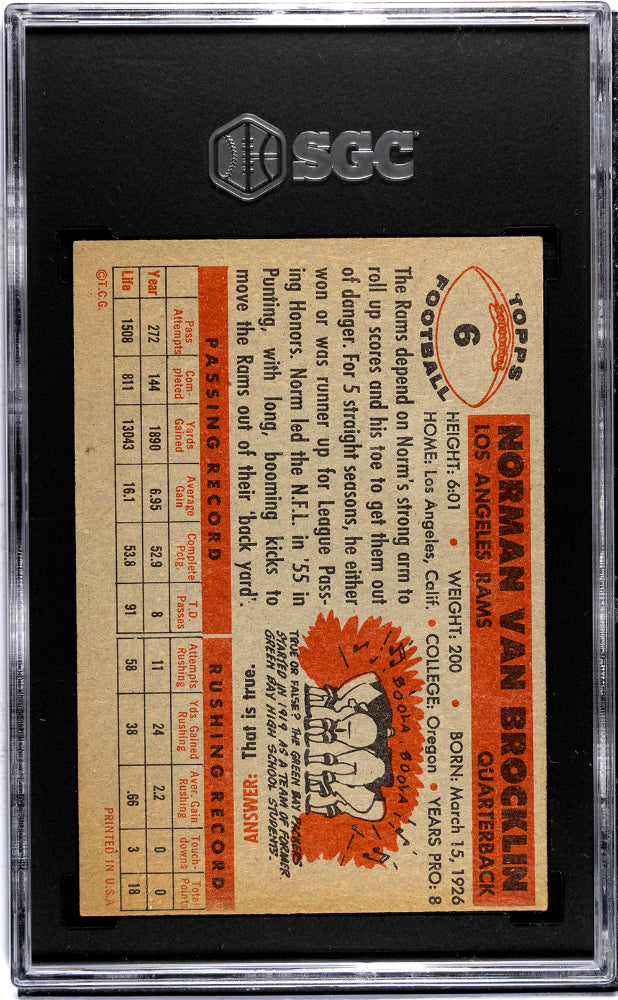 SGC
TOPPS
6
FOOTBALL
NORMAN VAN BROCKLIN
LOS ANGELES RAMS QUARTERBACK
HEIGHT: 6:01 • WEIGHT: 200 • BORN: March 15, 1926
HOME: Los Angeles, Calif. • COLLEGE: Oregon • YEARS PRO: 8
The Rams depend on Norm's strong arm to
roll up scores and his toe to get them out
of danger. For 5 straight seasons, he either
won or was runner up for League Pass-
ing Honors. Norm led the N.F.L. in '55 in
Punting, with long, booming kicks to
move the Rams out of their 'back yard'.
BOOLA, BOOLA,
TRUE OR FALSE? THE GREEN BAY PACKERS
STARTED IN 1919 AS A TEAM OF FORMER
GREEN BAY HIGH SCHOOL STUDENTS.
ANSWER: That is true.
PASSING RECORD RUSHING RECORD
Pass Attempts Com- pleted Yards Gained Average Gain Complete Pctg. T.D. Passes Attempts Rushing Yds. Gained Rushing Aver. Gain Rushing Touch- downs Total Points
Year 272 144 1890 6.95 52.9 8 11 24 2.2 0 0
Life 1508 811 13043 16.1 53.8 91 58 38 .66 3 18
©T.C.G. PRINTED IN U.S.A.